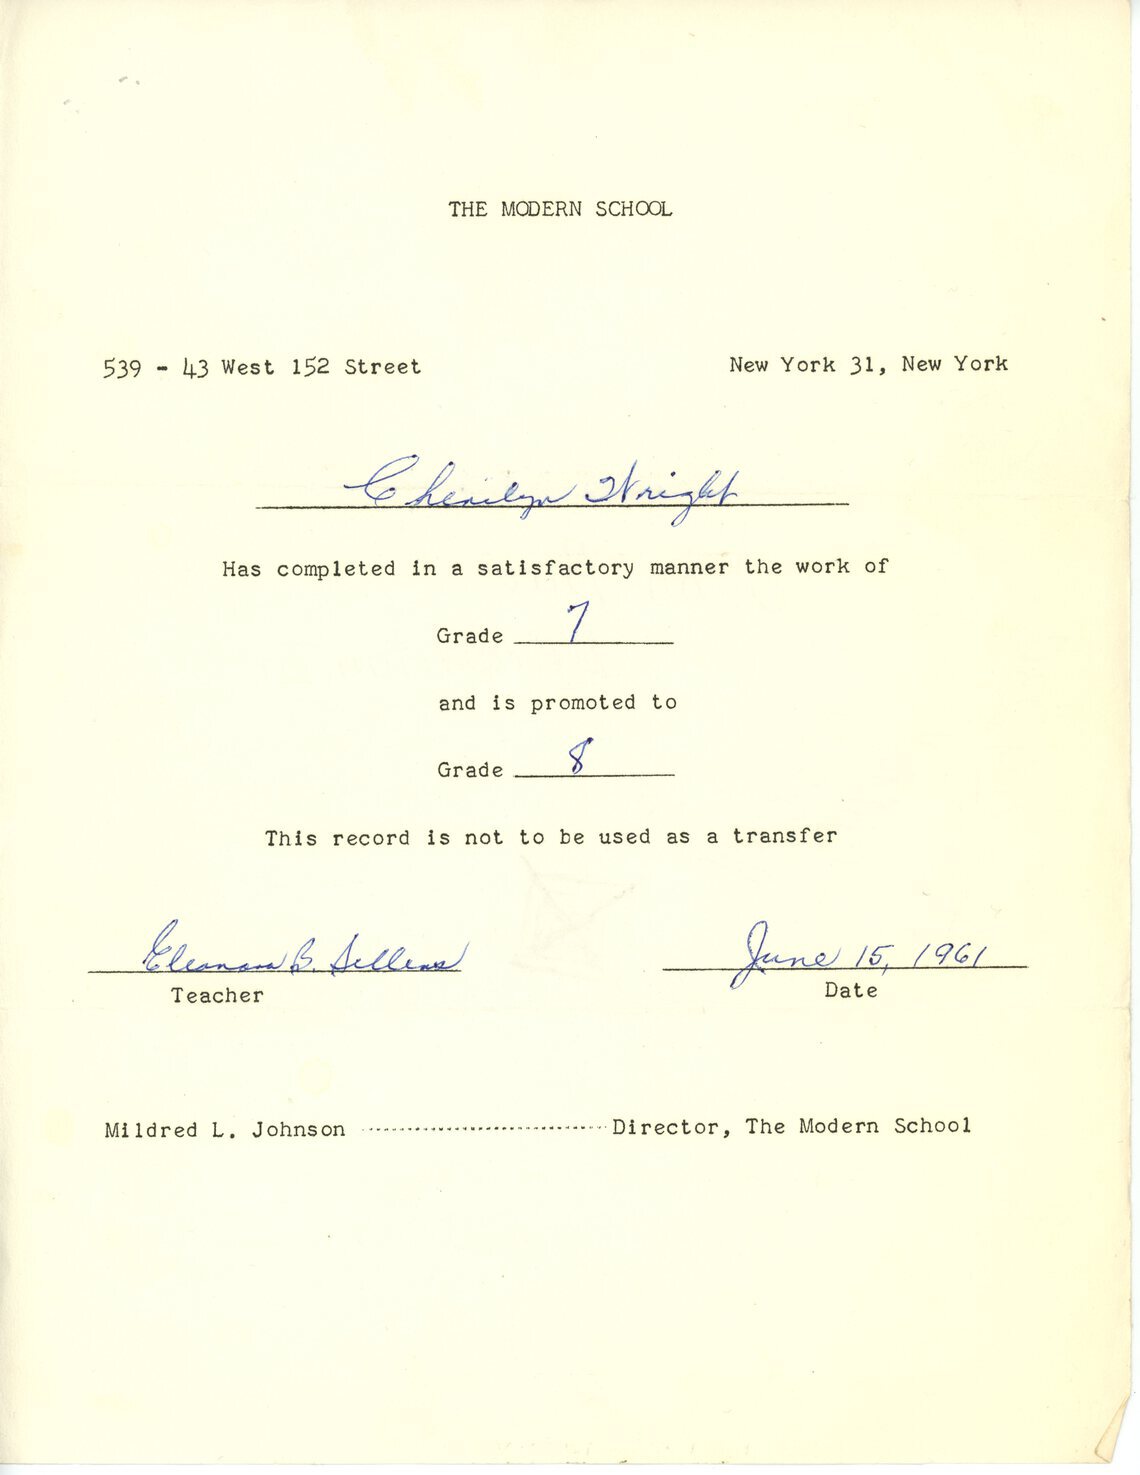 THE MODERN SCHOOL
539 - 43 West 152 Street New York 31, New York
Cherilyn Wright
Has completed in a satisfactory manner the work of
Grade 7
and is promoted to
Grade 8
This record is not to be used as a transfer
Eleanora B. Sellers June 15, 1961
Teacher Date
Mildred L. Johnson ---------------------------- Director, The Modern School